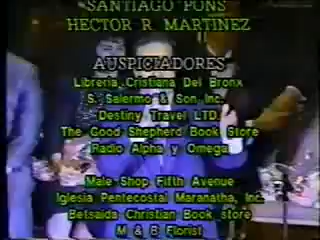 SANTIAGO PONS
HECTOR R. MARTINEZ
AUSPICIADORES
Libreria Cristiana Del Bronx
S. Salermo & Son Inc.
Destiny Travel LTD.
The Good Shepherd Book Store
Radio Alpha y Omega
Male Shop Fifth Avenue
Iglesia Pentecostal Maranatha, Inc.
Betsaida Christian Book store
M & B Florist